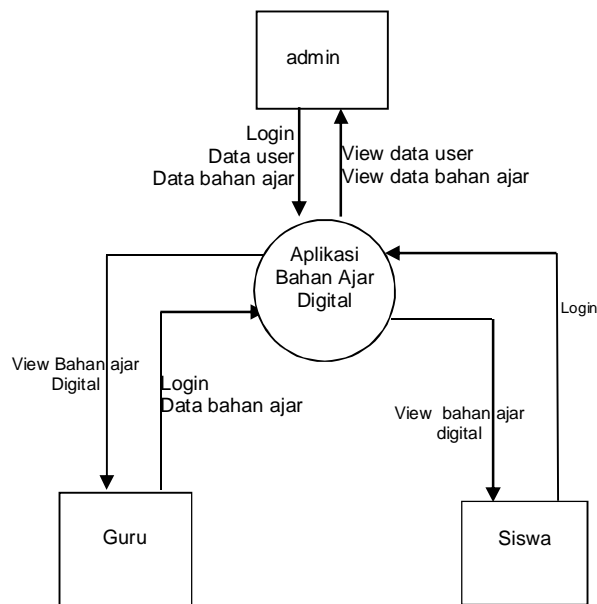 admin
Login
Data user
Data bahan ajar
View data user
View data bahan ajar
Aplikasi
Bahan Ajar
Digital
View Bahan ajar
Digital
Login
Data bahan ajar
Login
View bahan ajar
digital
Guru
Siswa